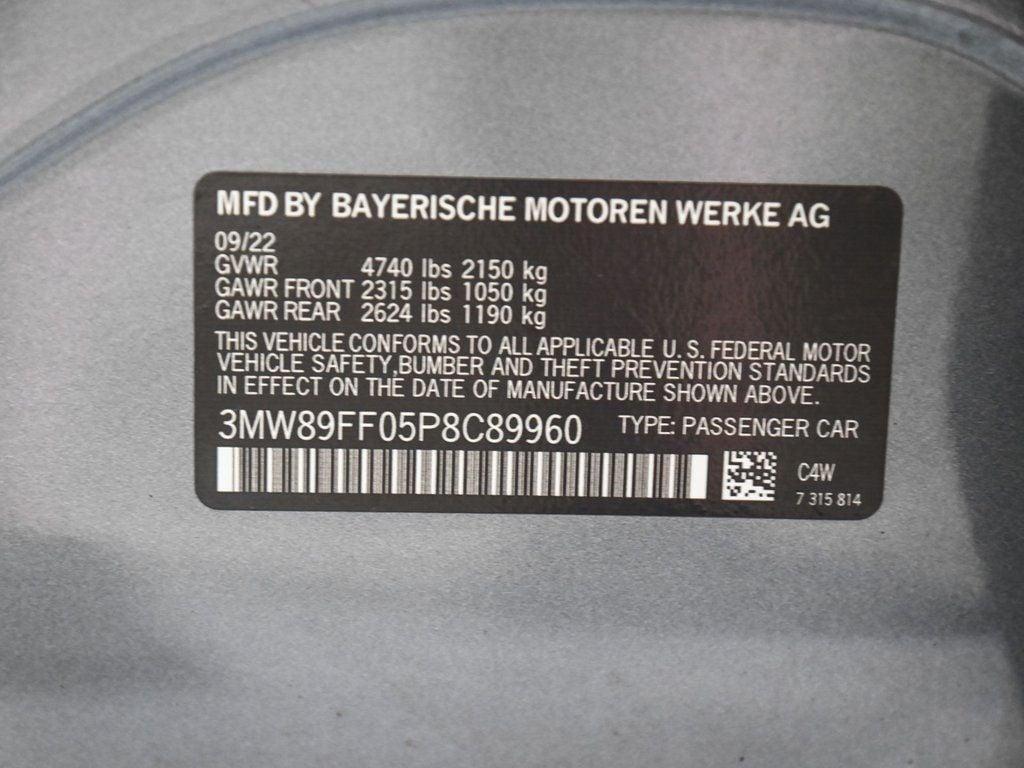 MFD BY BAYERISCHE MOTOREN WERKE AG
09/22
GVWR 4740 lbs 2150 kg
GAWR FRONT 2315 lbs 1050 kg
GAWR REAR 2624 lbs 1190 kg
THIS VEHICLE CONFORMS TO ALL APPLICABLE U.S. FEDERAL MOTOR
VEHICLE SAFETY,BUMBER AND THEFT PREVENTION STANDARDS
IN EFFECT ON THE DATE OF MANUFACTURE SHOWN ABOVE.
3MW89FF05P8C89960 TYPE: PASSENGER CAR
C4W
7 315 814